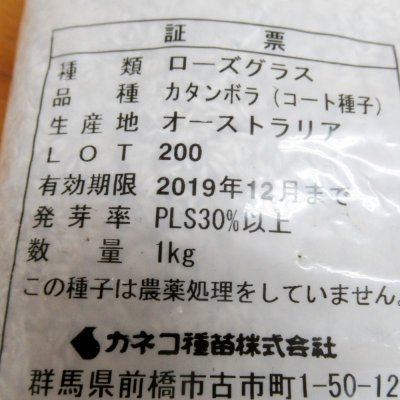 証票
種類 ローズグラス
品種 カタンボラ（コート種子）
生産地 オーストラリア
LOT 200
有効期限 2019年12月まで
発芽率 PLS30%以上
数量 1kg
この種子は農薬処理をしていません。
カネコ種苗株式会社
群馬県前橋市古市町1-50-12